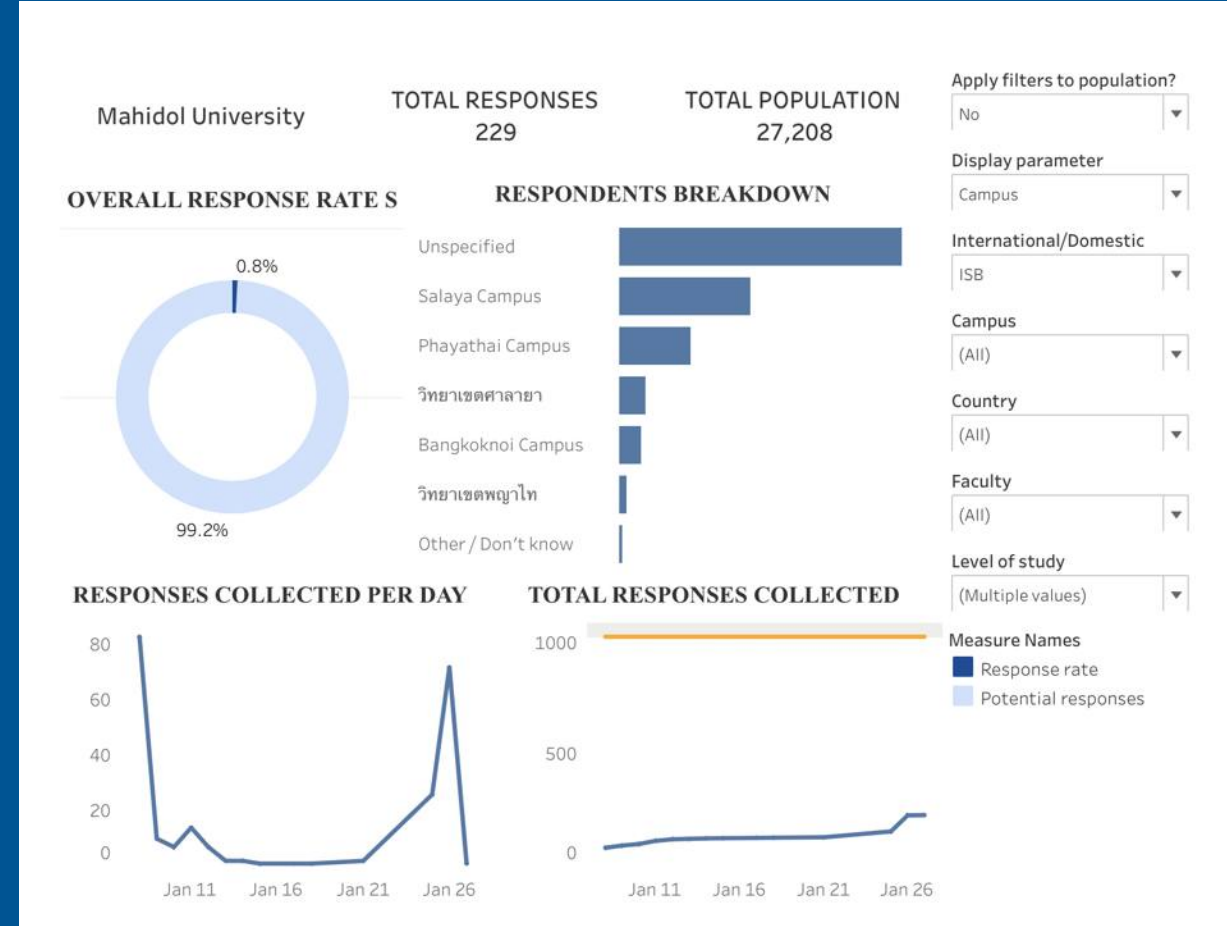 Mahidol University
TOTAL RESPONSES
229
TOTAL POPULATION
27,208
OVERALL RESPONSE RATE S
0.8%
99.2%
RESPONDENTS BREAKDOWN
Unspecified
Salaya Campus
Phayathai Campus
วิทยาเขตศาลายา
Bangkoknoi Campus
วิทยาเขตพญาไท
Other / Don't know
RESPONSES COLLECTED PER DAY
80
60
40
20
0
Jan 11 Jan 16 Jan 21 Jan 26
TOTAL RESPONSES COLLECTED
1000
500
0
Jan 11 Jan 16 Jan 21 Jan 26
Apply filters to population?
No
Display parameter
Campus
International/Domestic
ISB
Campus
(All)
Country
(All)
Faculty
(All)
Level of study
(Multiple values)
Measure Names
Response rate
Potential responses